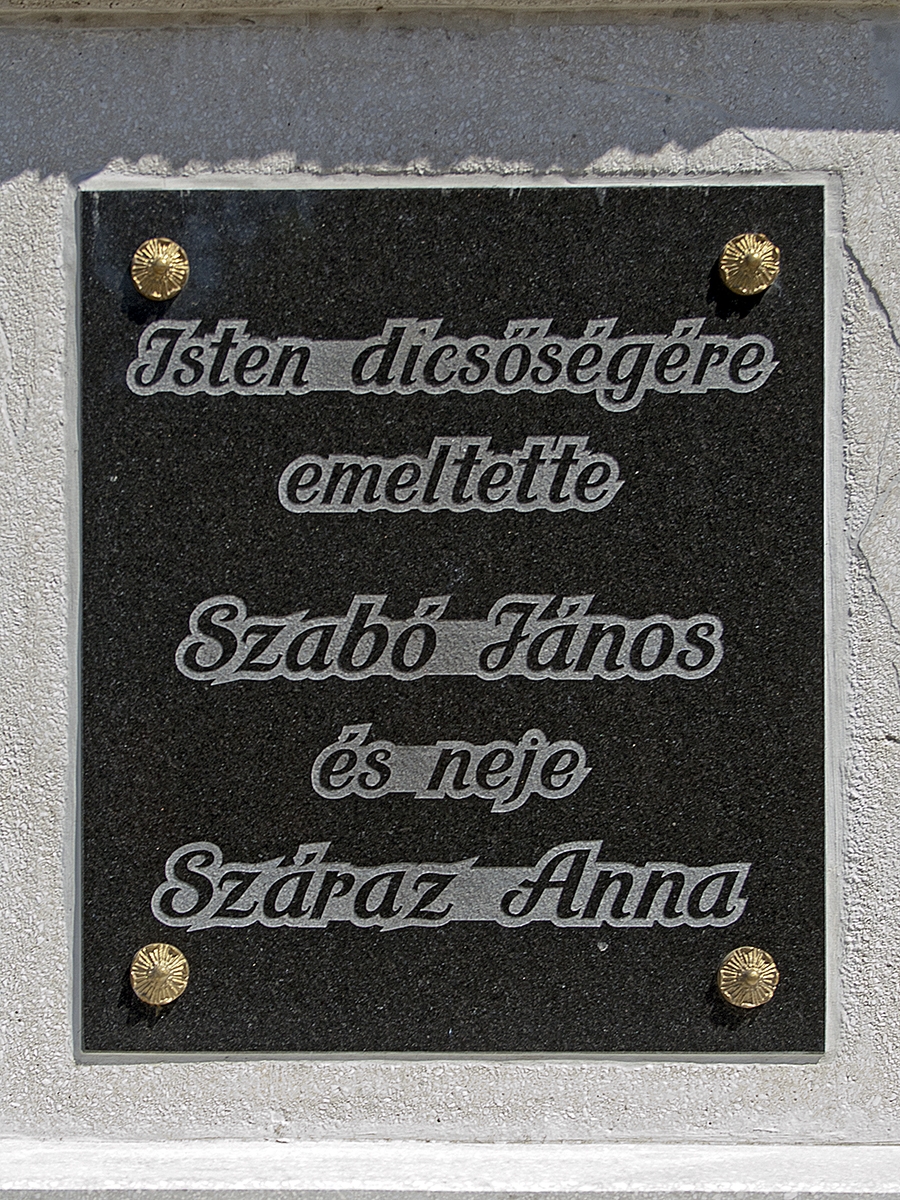 Isten dicsőségére
emeltette
Szabó János
és neje
Száraz Anna